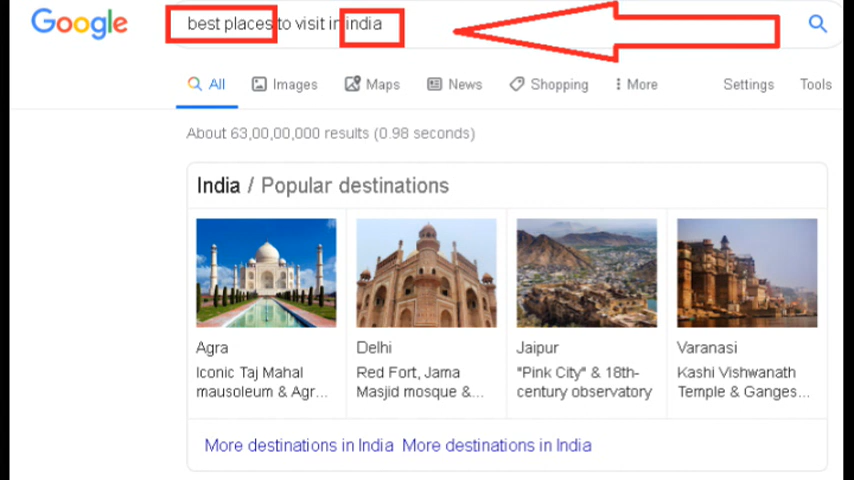 Google
best places to visit in india
All Images Maps News Shopping More Settings Tools
About 63,00,00,000 results (0.98 seconds)
India / Popular destinations
Agra
Iconic Taj Mahal
mausoleum & Agr...
Delhi
Red Fort, Jama
Masjid mosque &...
Jaipur
"Pink City" & 18th-
century observatory
Varanasi
Kashi Vishwanath
Temple & Ganges...
More destinations in India More destinations in India